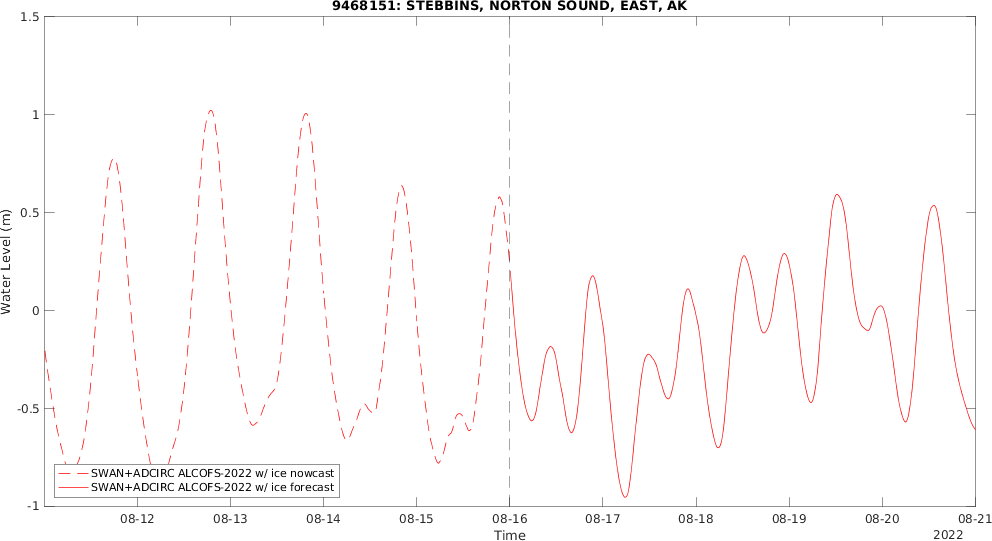 9468151: STEBBINS, NORTON SOUND, EAST, AK
Water Level (m)
1.5
1
0.5
0
-0.5
-1
SWAN+ADCIRC ALCOFS-2022 w/ ice nowcast
SWAN+ADCIRC ALCOFS-2022 w/ ice forecast
08-12 08-13 08-14 08-15 08-16 08-17 08-18 08-19 08-20 08-21
Time
2022